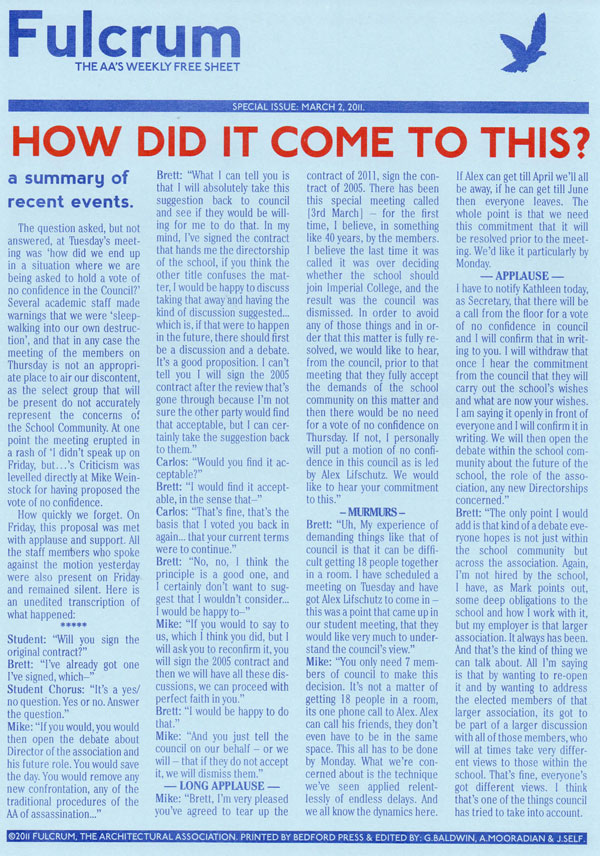 Fulcrum
THE AA'S WEEKLY FREE SHEET
SPECIAL ISSUE: MARCH 2, 2011.
HOW DID IT COME TO THIS?
a summary of
recent events.
The question asked, but not
answered, at Tuesday's meet-
ing was 'how did we end up
in a situation where we are
being asked to hold a vote of
no confidence in the Council?'
Several academic staff made
warnings that we were 'sleep-
walking into our own destruc-
tion', and that in any case the
meeting of the members on
Thursday is not an appropri-
ate place to air our discontent,
as the select group that will
be present do not accurately
represent the concerns of
the School Community. At one
point the meeting erupted in
a rash of 'I didn't speak up on
Friday, but…'s Criticism was
levelled directly at Mike Wein-
stock for having proposed the
vote of no confidence.
How quickly we forget. On
Friday, this proposal was met
with applause and support. All
the staff members who spoke
against the motion yesterday
were also present on Friday
and remained silent. Here is
an unedited transcription of
what happened:
*****
Student: "Will you sign the
original contract?"
Brett: "I've already got one
I've signed, which–"
Student Chorus: "It's a yes/
no question. Yes or no. Answer
the question."
Mike: "If you would, you would
then open the debate about
Director of the association and
his future role. You would save
the day. You would remove any
new confrontation, any of the
traditional procedures of the
AA of assassination..."
Brett: "What I can tell you is
that I will absolutely take this
suggestion back to council
and see if they would be will-
ing for me to do that. In my
mind, I've signed the contract
that hands me the directorship
of the school, if you think the
other title confuses the mat-
ter, I would be happy to discuss
taking that away and having the
kind of discussion suggested...
which is, if that were to happen
in the future, there should first
be a discussion and a debate.
It's a good proposition. I can't
tell you I will sign the 2005
contract after the review that's
gone through because I'm not
sure the other party would find
that acceptable, but I can cer-
tainly take the suggestion back
to them."
Carlos: "Would you find it ac-
ceptable?"
Brett: "I would find it accept-
able, in the sense that–"
Carlos: "That's fine, that's the
basis that I voted you back in
again... that your current terms
were to continue."
Brett: "No, no, I think the
principle is a good one, and
I certainly don't want to sug-
gest that I wouldn't consider...
I would be happy to–"
Mike: "If you would to say to
us, which I think you did, but I
will ask you to reconfirm it, you
will sign the 2005 contract and
then we will have all these dis-
cussions, we can proceed with
perfect faith in you."
Brett: "I would be happy to do
that."
Mike: "And you just tell the
council on our behalf – or we
will – that if they do not accept
it, we will dismiss them."
— LONG APPLAUSE —
Mike: "Brett, I'm very pleased
you've agreed to tear up the
contract of 2011, sign the con-
tract of 2005. There has been
this special meeting called
[3rd March] – for the first
time, I believe, in something
like 40 years, by the members.
I believe the last time it was
called it was over deciding
whether the school should
join Imperial College, and the
result was the council was
dismissed. In order to avoid
any of those things and in or-
der that this matter is fully re-
solved, we would like to hear,
from the council, prior to that
meeting that they fully accept
the demands of the school
community on this matter and
then there would be no need
for a vote of no confidence on
Thursday. If not, I personally
will put a motion of no confi-
dence in this council as is led
by Alex Lifschutz. We would
like to hear your commitment
to this."
– MURMURS –
Brett: "Uh, My experience of
demanding things like that of
council is that it can be diffi-
cult getting 18 people together
in a room. I have scheduled a
meeting on Tuesday and have
got Alex Lifschutz to come in –
this was a point that came up in
our student meeting, that they
would like very much to under-
stand the council's view."
Mike: "You only need 7 mem-
bers of council to make this
decision. It's not a matter of
getting 18 people in a room,
its one phone call to Alex. Alex
can call his friends, they don't
even have to be in the same
space. This all has to be done
by Monday. What we're con-
cerned about is the technique
we've seen applied relent-
lessly of endless delays. And
we all know the dynamics here.
If Alex can get till April we'll all
be away, if he can get till June
then everyone leaves. The
whole point is that we need
this commitment that it will
be resolved prior to the meet-
ing. We'd like it particularly by
Monday.
— APPLAUSE —
I have to notify Kathleen today,
as Secretary, that there will be
a call from the floor for a vote
of no confidence in council
and I will confirm that in writ-
ing to you. I will withdraw that
once I hear the commitment
from the council that they will
carry out the school's wishes
and what are now your wishes.
I am saying it openly in front of
everyone and I will confirm it in
writing. We will then open the
debate within the school com-
munity about the future of the
school, the role of the asso-
ciation, any new Directorships
concerned."
Brett: "The only point I would
add is that kind of a debate eve-
ryone hopes is not just within
the school community but
across the association. Again,
I'm not hired by the school,
I have, as Mark points out,
some deep obligations to the
school and how I work with it,
but my employer is that larger
association. It always has been.
And that's the kind of thing we
can talk about. All I'm saying
is that by wanting to re-open
it and by wanting to address
the elected members of that
larger association, its got to
be part of a larger discussion
with all of those members, who
will at times take very differ-
ent views to those within the
school. That's fine, everyone's
got different views. I think
that's one of the things council
has tried to take into account.
©2011 FULCRUM, THE ARCHITECTURAL ASSOCIATION. PRINTED BY BEDFORD PRESS & EDITED BY: G.BALDWIN, A.MOORADIAN & J.SELF.